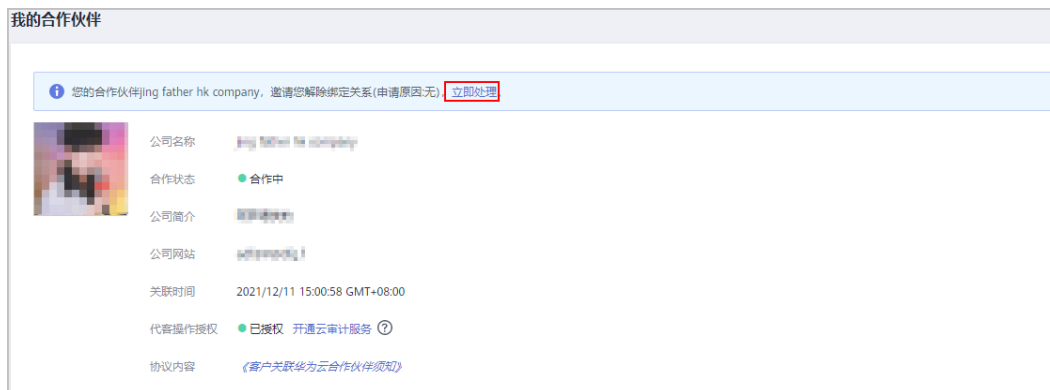 我的合作伙伴
您的合作伙伴jing father hk company，邀请您解除绑定关系(申请原因:无)，立即处理。
公司名称
合作状态 合作中
公司简介
公司网站
关联时间 2021/12/11 15:00:58 GMT+08:00
代客操作授权 已授权 开通云审计服务 ?
协议内容 《客户关联华为云合作伙伴须知》